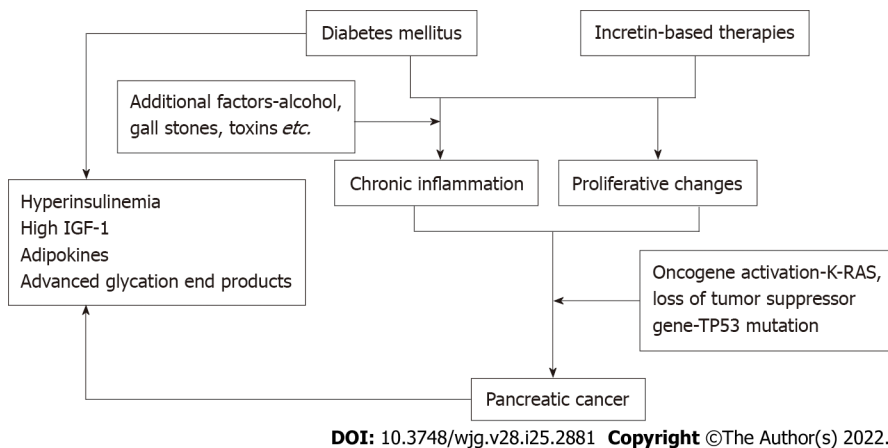 Diabetes mellitus
Incretin-based therapies
Additional factors-alcohol,
gall stones, toxins etc.
Chronic inflammation
Proliferative changes
Hyperinsulinemia
High IGF-1
Adipokines
Advanced glycation end products
Oncogene activation-K-RAS,
loss of tumor suppressor
gene-TP53 mutation
Pancreatic cancer
DOI: 10.3748/wjg.v28.i25.2881 Copyright ©The Author(s) 2022.